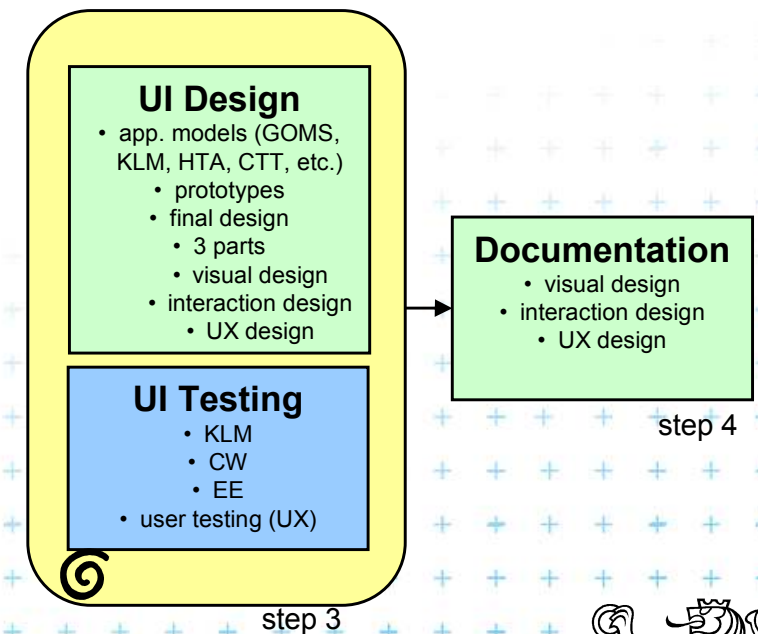 UI Design
• app. models (GOMS,
KLM, HTA, CTT, etc.)
• prototypes
• final design
• 3 parts
• visual design
• interaction design
• UX design
UI Testing
• KLM
• CW
• EE
• user testing (UX)
step 3
Documentation
• visual design
• interaction design
• UX design
step 4